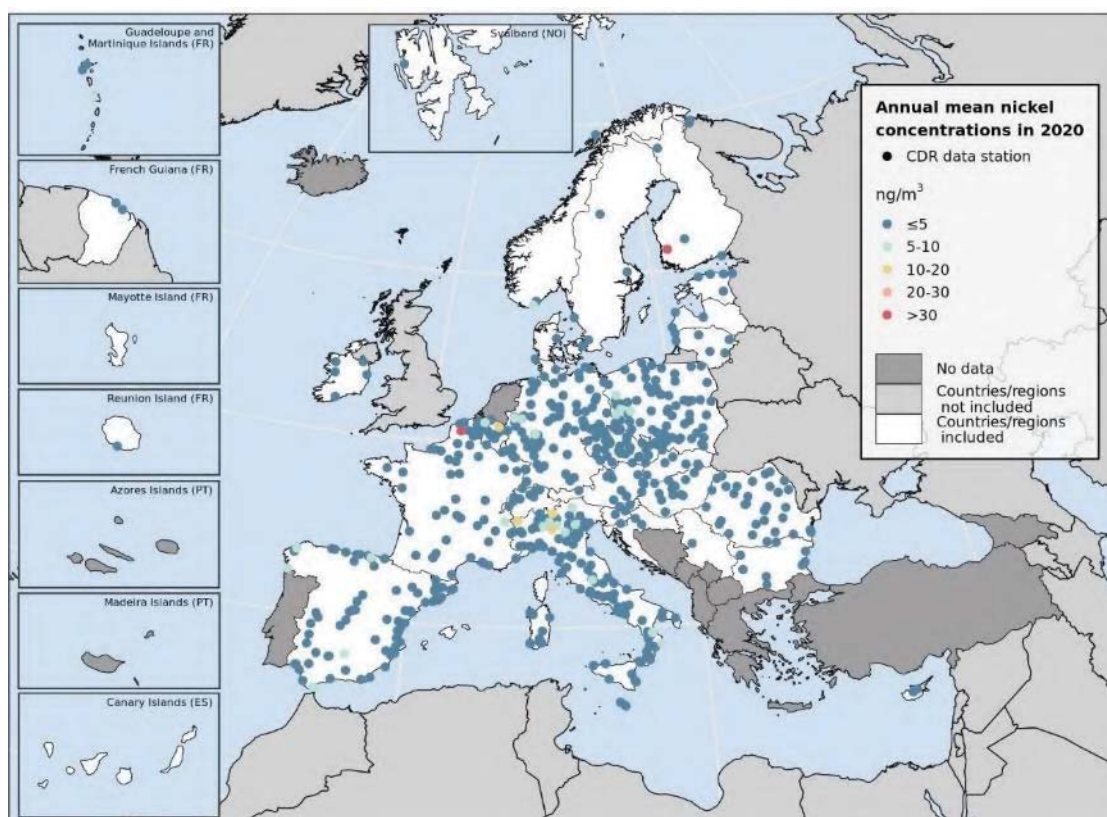 Guadeloupe and
Martinique Islands (FR)
Svalbard (NO)
French Guiana (FR)
Mayotte Island (FR)
Reunion Island (FR)
Azores Islands (PT)
Madeira Islands (PT)
Canary Islands (ES)
Annual mean nickel
concentrations in 2020
CDR data station
ng/m³
≤5
5-10
10-20
20-30
>30
No data
Countries/regions
not included
Countries/regions
included